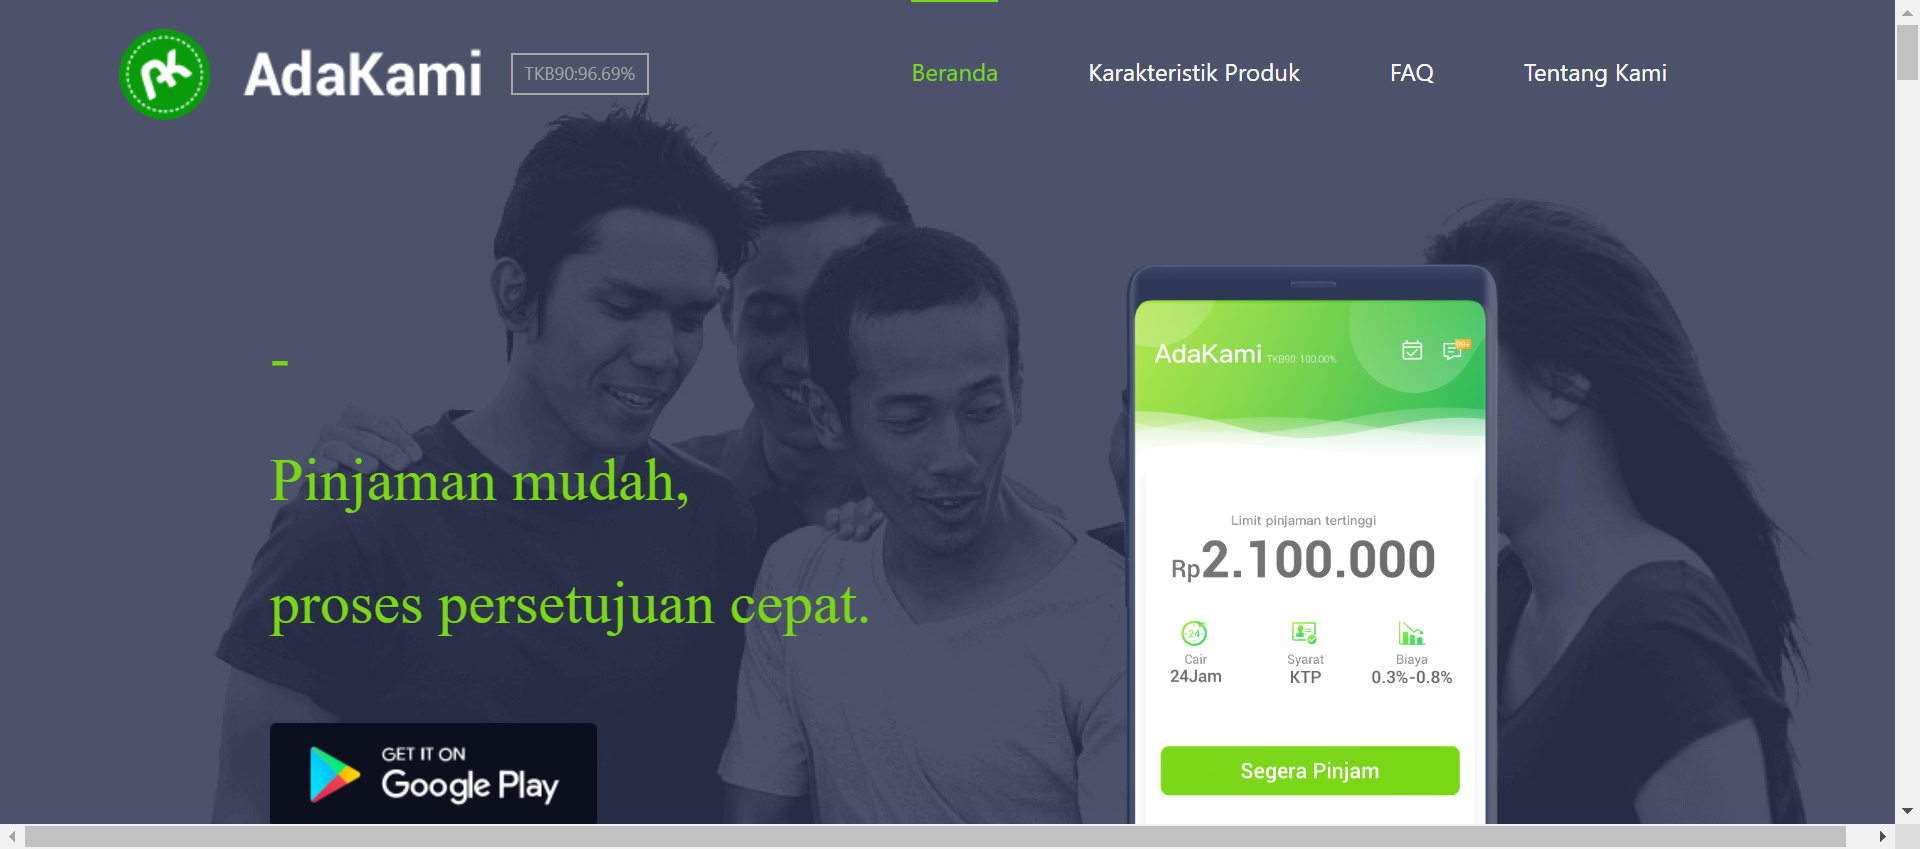 AdaKami
TKB90:96.69%
Beranda
Karakteristik Produk
FAQ
Tentang Kami
-
Pinjaman mudah,
proses persetujuan cepat.
GET IT ON
Google Play
AdaKami TKB90: 100.00%
99+
Limit pinjaman tertinggi
Rp2.100.000
24
Cair
24Jam
Syarat
KTP
Biaya
0.3%-0.8%
Segera Pinjam